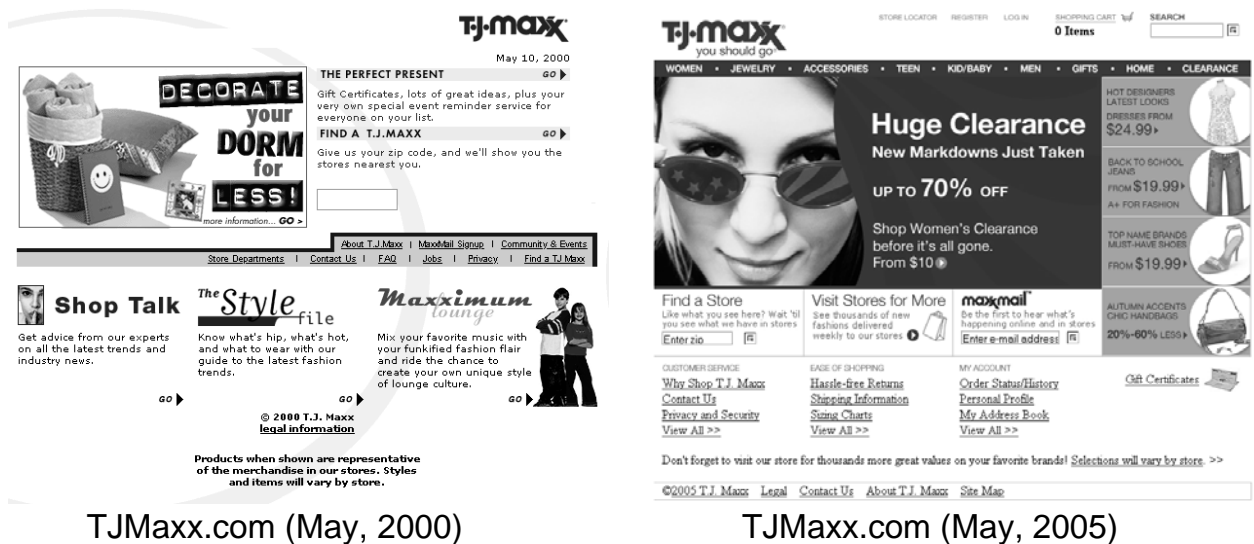 T·J·maxx
May 10, 2000
DECORATE
your
DORM
for
LESS!
more information... GO >
THE PERFECT PRESENT GO
Gift Certificates, lots of great ideas, plus your
very own special event reminder service for
everyone on your list.
FIND A T.J.MAXX GO
Give us your zip code, and we'll show you the
stores nearest you.
About T.J.Maxx | MaxxMail Signup | Community & Events
Store Departments | Contact Us | FAQ | Jobs | Privacy | Find a TJ Maxx
Shop Talk
Get advice from our experts
on all the latest trends and
industry news.
GO
The Style
file
Know what's hip, what's hot,
and what to wear with our
guide to the latest fashion
trends.
GO
Maxximum
lounge
Mix your favorite music with
your funkified fashion flair
and ride the chance to
create your own unique style
of lounge culture.
GO
© 2000 T.J. Maxx
legal information
Products when shown are representative
of the merchandise in our stores. Styles
and items will vary by store.
TJMaxx.com (May, 2000)
T·J·maxx
you should go
STORE LOCATOR REGISTER LOG IN SHOPPING CART SEARCH
0 Items
WOMEN • JEWELRY • ACCESSORIES • TEEN • KID/BABY • MEN • GIFTS • HOME • CLEARANCE
Huge Clearance
New Markdowns Just Taken
UP TO 70% OFF
Shop Women's Clearance
before it's all gone.
From $10
HOT DESIGNERS
LATEST LOOKS
DRESSES FROM
$24.99
BACK TO SCHOOL
JEANS
FROM $19.99
A+ FOR FASHION
TOP NAME BRANDS
MUST-HAVE SHOES
FROM $19.99
AUTUMN ACCENTS
CHIC HANDBAGS
20%-60% LESS
Find a Store
Like what you see here? Wait 'til
you see what we have in stores
Enter zip
Visit Stores for More
See thousands of new
fashions delivered
weekly to our stores
maxxmail
Be the first to hear what's
happening online and in stores
Enter e-mail address
CUSTOMER SERVICE
Why Shop T.J. Maxx
Contact Us
Privacy and Security
View All >>
EASE OF SHOPPING
Hassle-free Returns
Shipping Information
Sizing Charts
View All >>
MY ACCOUNT
Order Status/History
Personal Profile
My Address Book
View All >>
Gift Certificates
Don't forget to visit our store for thousands more great values on your favorite brands! Selections will vary by store. >>
©2005 T.J. Maxx Legal Contact Us About T.J. Maxx Site Map
TJMaxx.com (May, 2005)